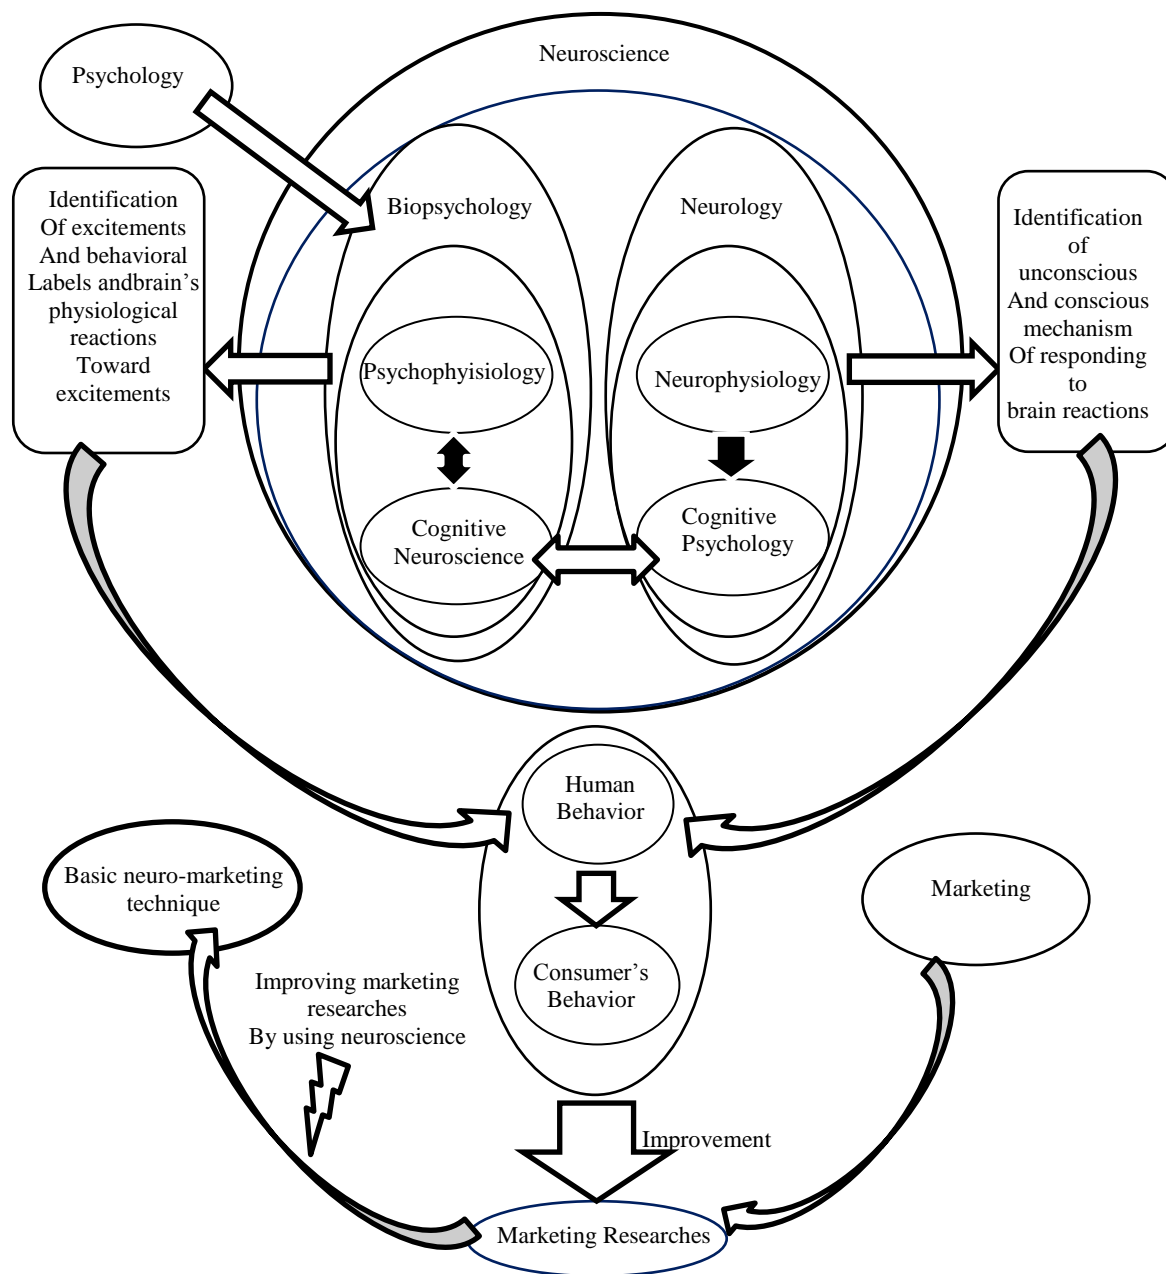 Neuroscience
Psychology
Biopsychology
Neurology
Identification
Of excitements
And behavioral
Labels andbrain’s
physiological
reactions
Toward
excitements
Identification
of
unconscious
And conscious
mechanism
Of responding
to
brain reactions
Psychophyisiology
Neurophysiology
Cognitive
Neuroscience
Cognitive
Psychology
Human
Behavior
Basic neuro-marketing
technique
Marketing
Consumer’s
Behavior
Improving marketing
researches
By using neuroscience
Improvement
Marketing Researches